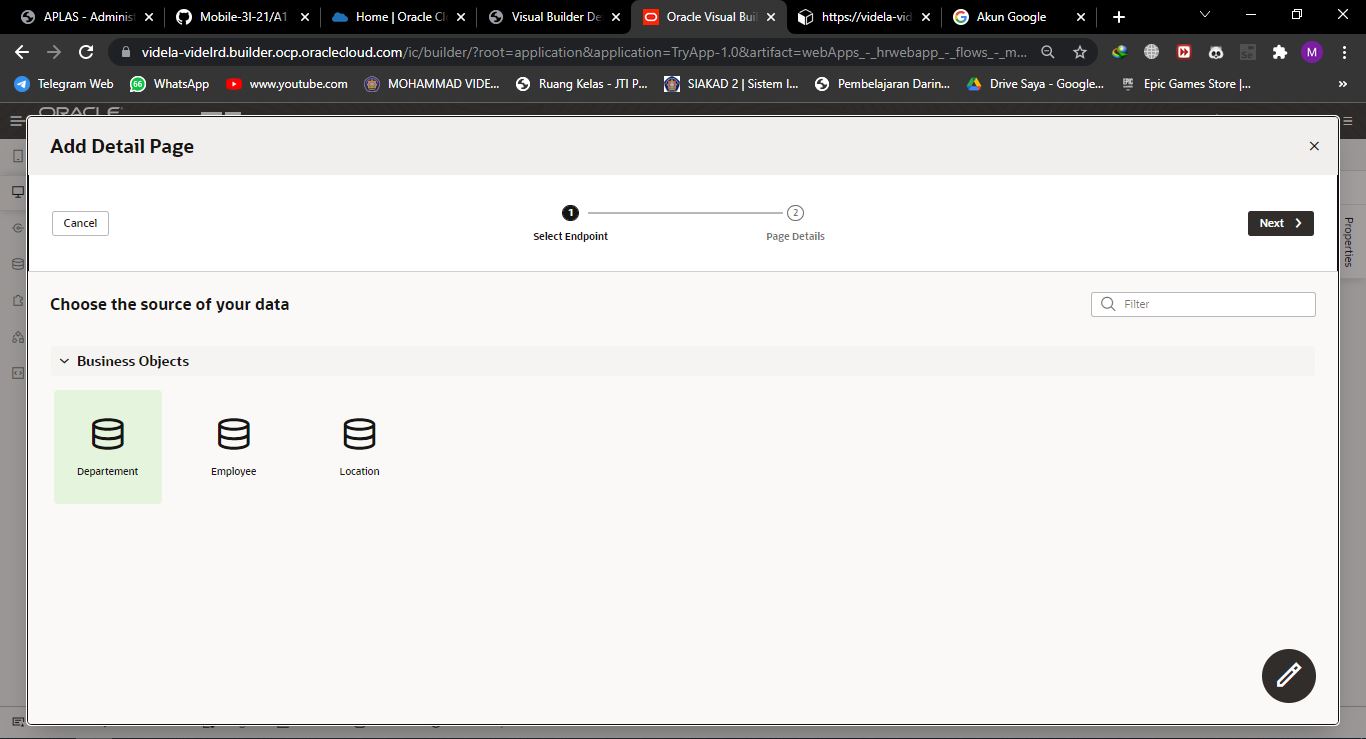 APLAS - Administ
Mobile-3I-21/A1
Home | Oracle Cl
Visual Builder De
Oracle Visual Buil
https://videla-vid
Akun Google
videla-videlrd.builder.ocp.oraclecloud.com/ic/builder/?root=application&application=TryApp-1.0&artifact=webApps_-_hrwebapp_-_flows_-_m...
M
Telegram Web
66
WhatsApp
www.youtube.com
MOHAMMAD VIDE...
Ruang Kelas - JTI P...
SIAKAD 2 | Sistem I...
Pembelajaran Darin...
Drive Saya - Google...
Epic Games Store |...
ORACLE
Add Detail Page
Cancel
1
2
Select Endpoint
Page Details
Next
Properties
Choose the source of your data
Filter
Business Objects
Departement
Employee
Location